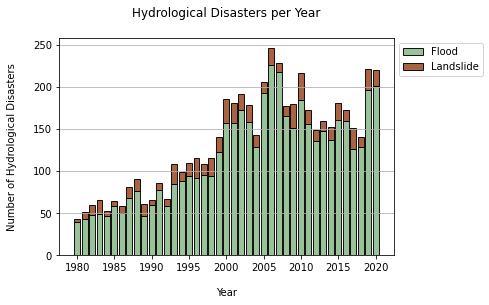 Hydrological Disasters per Year
Flood
Landslide
Number of Hydrological Disasters
250
200
150
100
50
0
1980 1985 1990 1995 2000 2005 2010 2015 2020
Year